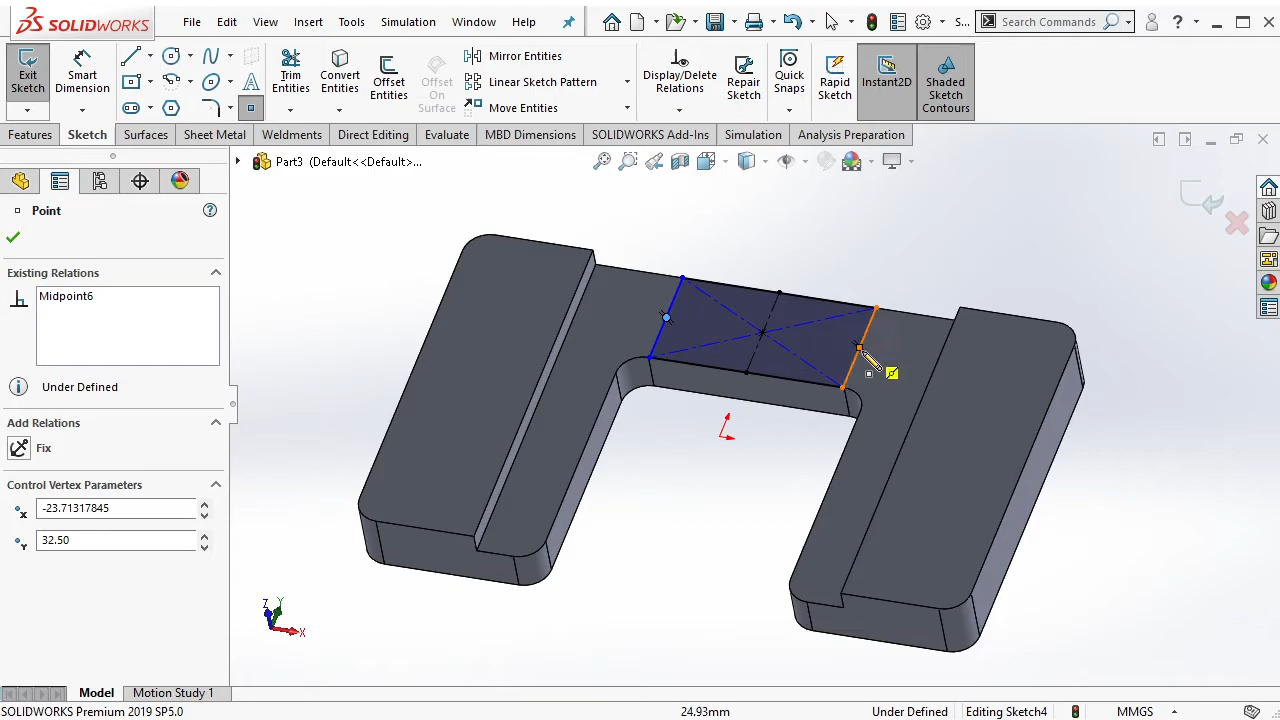 SOLIDWORKS
File Edit View Insert Tools Simulation Window Help
S...
Search Commands
Exit Sketch
Smart Dimension
Trim Entities
Convert Entities
Offset Entities
Offset On Surface
Mirror Entities
Linear Sketch Pattern
Move Entities
Display/Delete Relations
Repair Sketch
Quick Snaps
Rapid Sketch
Instant2D
Shaded Sketch Contours
Features Sketch Surfaces Sheet Metal Weldments Direct Editing Evaluate MBD Dimensions SOLIDWORKS Add-Ins Simulation Analysis Preparation
Part3 (Default<<Default>...
Point
Existing Relations
Midpoint6
Under Defined
Add Relations
Fix
Control Vertex Parameters
X -23.71317845
Y 32.50
Z Y X
Model Motion Study 1
SOLIDWORKS Premium 2019 SP5.0 24.93mm Under Defined Editing Sketch4 MMGS